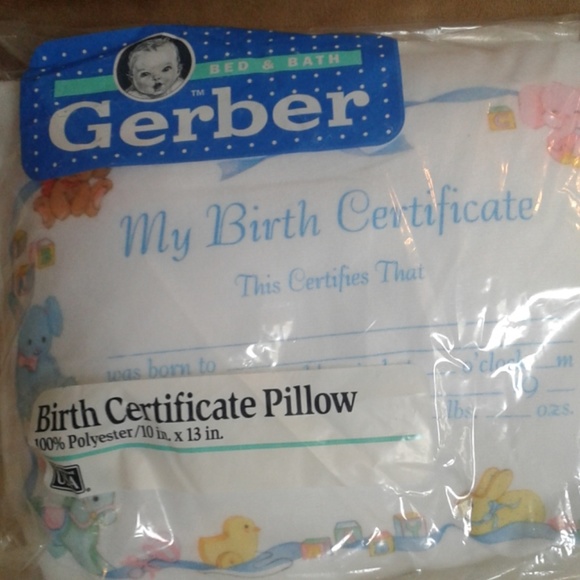 BED & BATH
Gerber™
My Birth Certificate
This Certifies That
was born to
o'clock m
lbs. ozs.
Birth Certificate Pillow
100% Polyester/10 in. x 13 in.